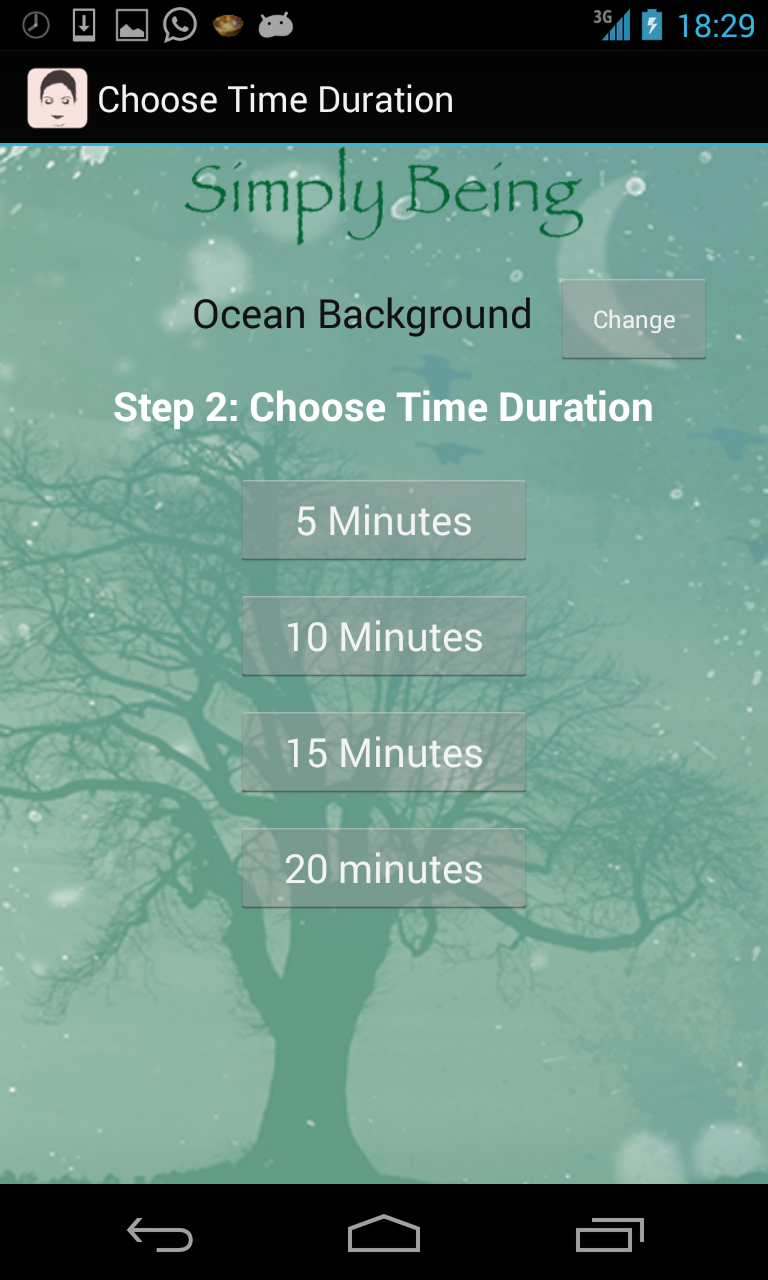 3G 18:29
Choose Time Duration
Simply Being
Ocean Background Change
Step 2: Choose Time Duration
5 Minutes
10 Minutes
15 Minutes
20 minutes